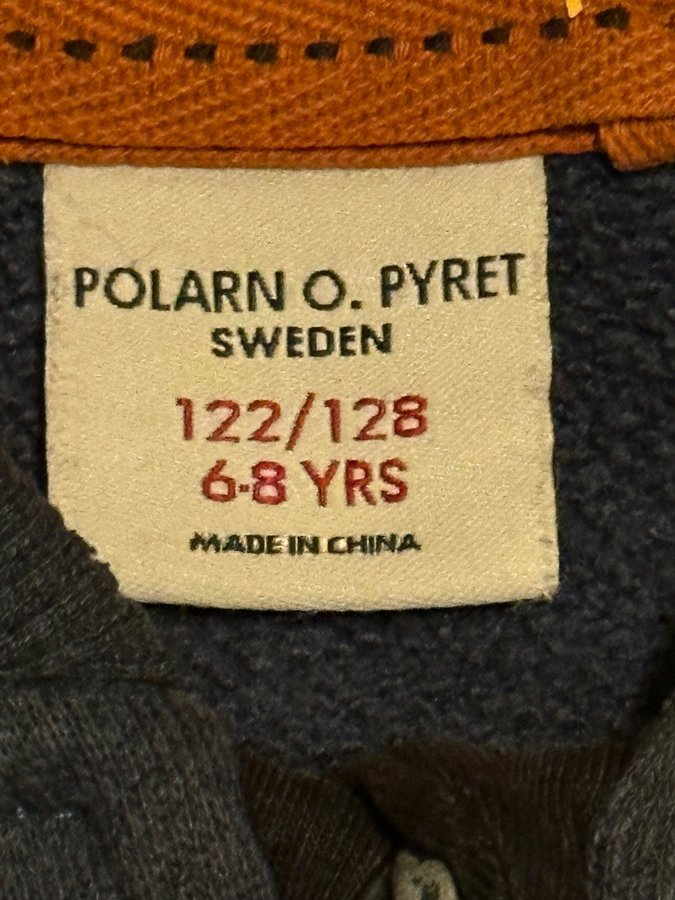 POLARN O. PYRET
SWEDEN
122/128
6-8 YRS
MADE IN CHINA